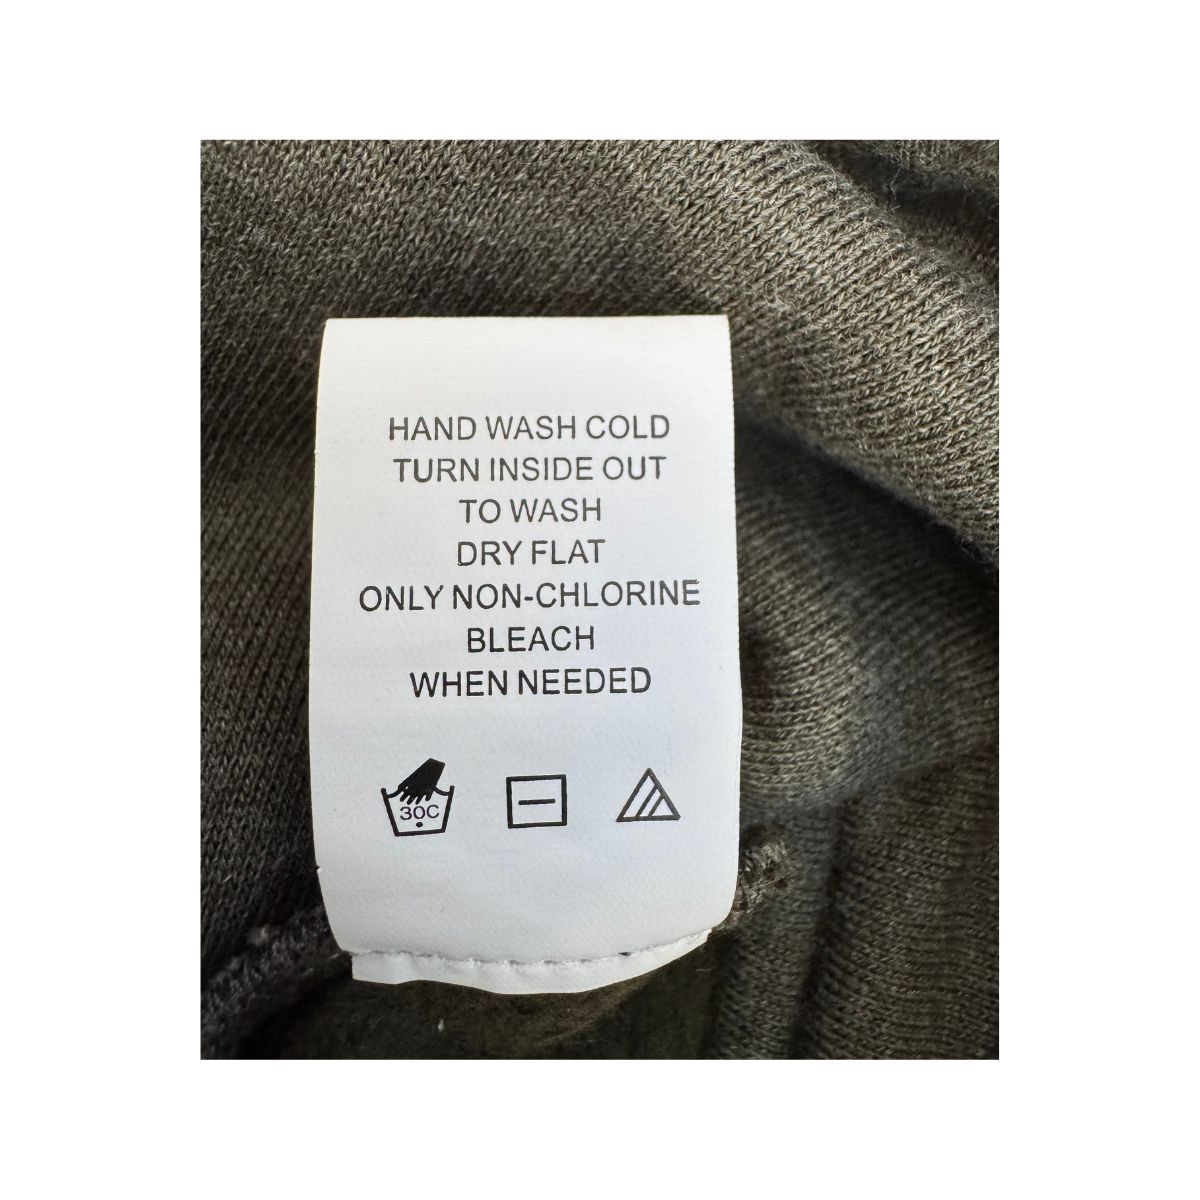 HAND WASH COLD
TURN INSIDE OUT
TO WASH
DRY FLAT
ONLY NON-CHLORINE
BLEACH
WHEN NEEDED
30C